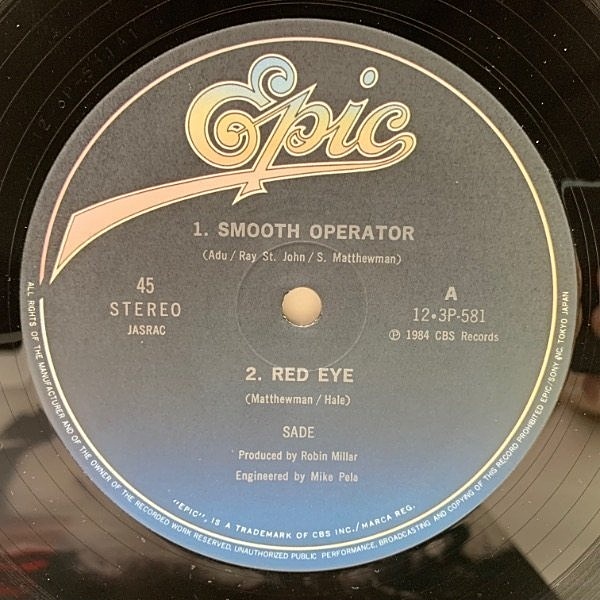 Epic
1. SMOOTH OPERATOR
(Adu / Ray St. John / S. Matthewman)
45
STEREO
JASRAC
A
12•3P-581
Ⓟ 1984 CBS Records
2. RED EYE
(Matthewman / Hale)
SADE
Produced by Robin Millar
Engineered by Mike Pela
"EPIC", IS A TRADEMARK OF CBS INC./MARCA REG.
ALL RIGHTS OF THE MANUFACTURER AND OF THE OWNER OF THE RECORDED WORK RESERVED. UNAUTHORIZED PUBLIC PERFORMANCE, BROADCASTING AND COPYING OF THIS RECORD PROHIBITED EPIC/SONY INC. TOKYO JAPAN